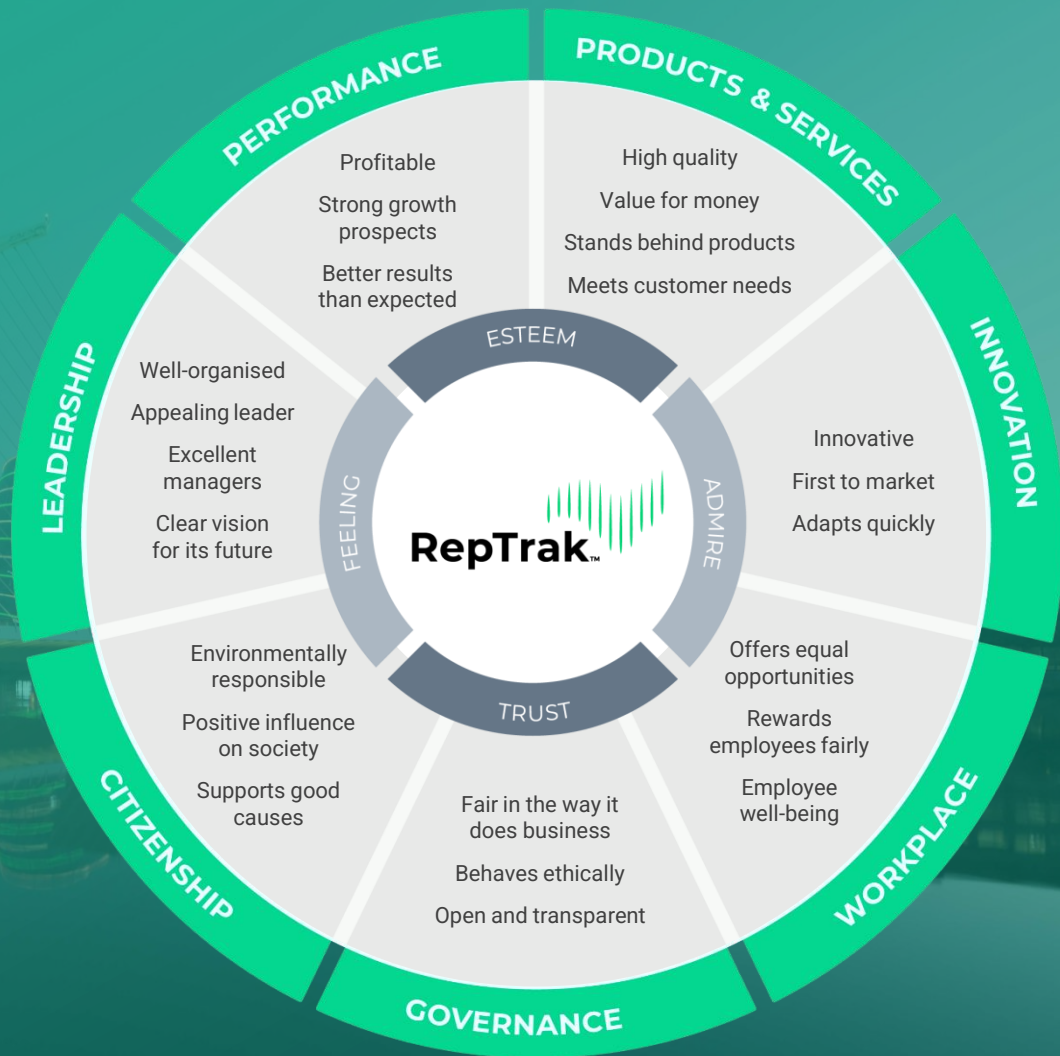 PERFORMANCE
Profitable
Strong growth
prospects
Better results
than expected
PRODUCTS & SERVICES
High quality
Value for money
Stands behind products
Meets customer needs
INNOVATION
Innovative
First to market
Adapts quickly
WORKPLACE
Offers equal
opportunities
Rewards
employees fairly
Employee
well-being
GOVERNANCE
Fair in the way it
does business
Behaves ethically
Open and transparent
CITIZENSHIP
Environmentally
responsible
Positive influence
on society
Supports good
causes
LEADERSHIP
Well-organised
Appealing leader
Excellent
managers
Clear vision
for its future
ESTEEM
ADMIRE
TRUST
FEELING
RepTrak™